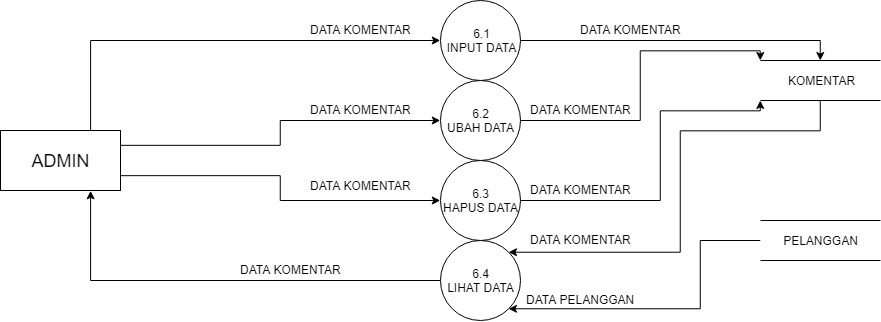 DATA KOMENTAR
6.1
INPUT DATA
DATA KOMENTAR
KOMENTAR
DATA KOMENTAR
6.2
UBAH DATA
DATA KOMENTAR
ADMIN
DATA KOMENTAR
6.3
HAPUS DATA
DATA KOMENTAR
DATA KOMENTAR
PELANGGAN
DATA KOMENTAR
6.4
LIHAT DATA
DATA PELANGGAN